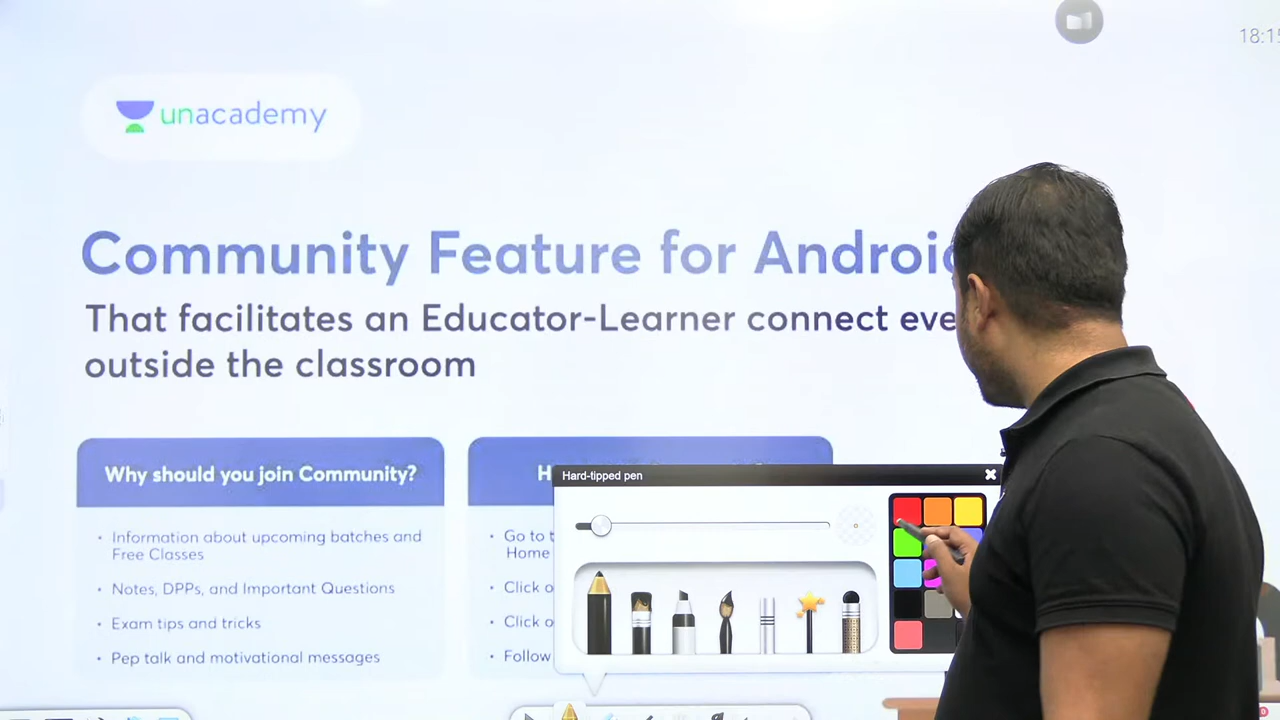 18:15
unacademy
Community Feature for Android
That facilitates an Educator-Learner connect eve
outside the classroom
Why should you join Community?
H
Hard-tipped pen
Information about upcoming batches and
Free Classes
Notes, DPPs, and Important Questions
Exam tips and tricks
Pep talk and motivational messages
Go to t
Home
Click o
Click o
Follow